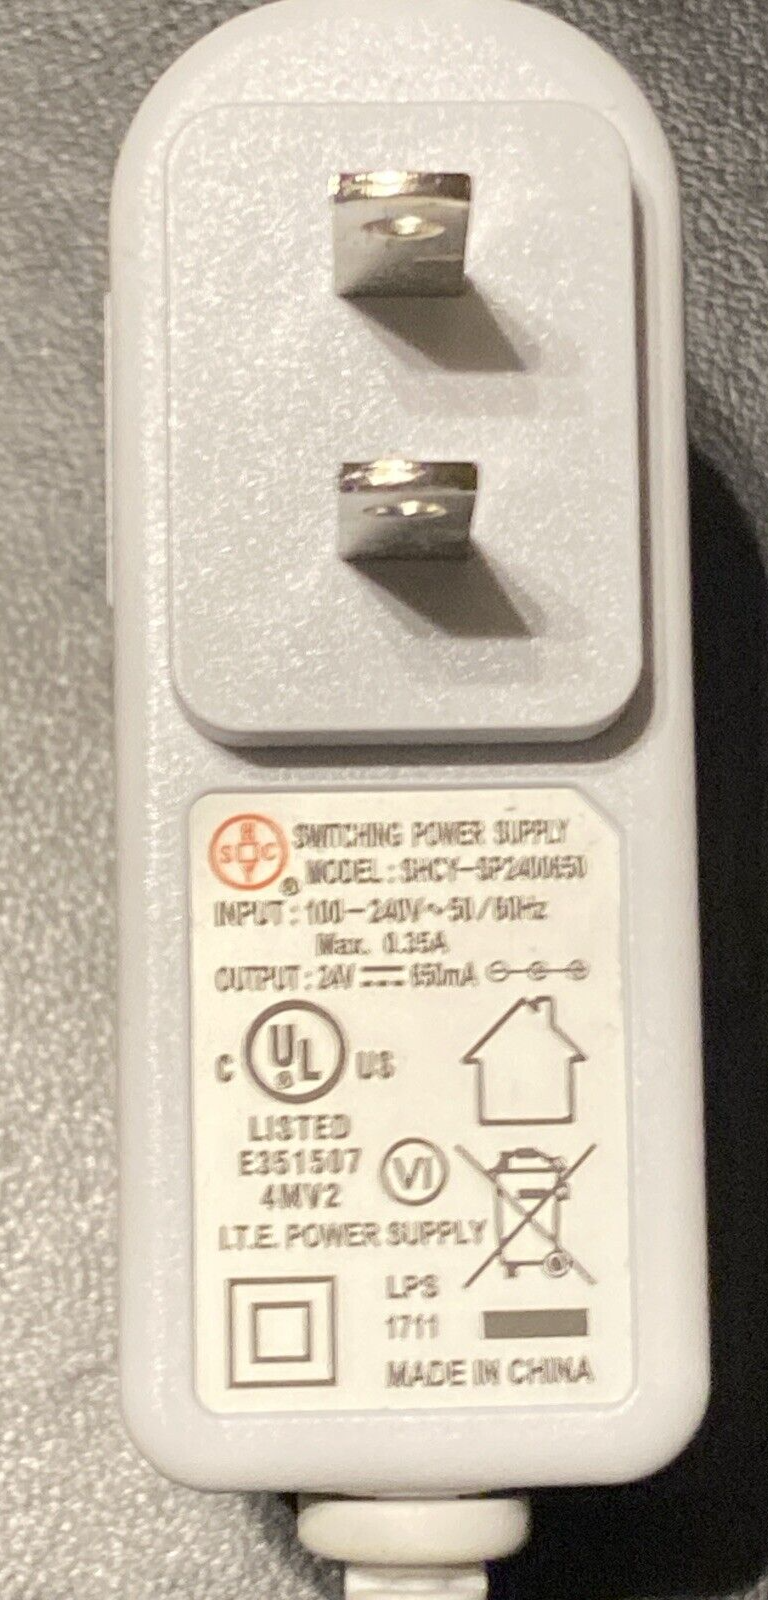 SWITCHING POWER SUPPLY
S H C Y ®
MODEL: SHCY-SP2400650
INPUT: 100-240V~50/60Hz
Max. 0.35A
OUTPUT: 24V 650mA
C UL ® US
LISTED
E351507
4MV2
VI
I.T.E. POWER SUPPLY
LPS
1711
MADE IN CHINA